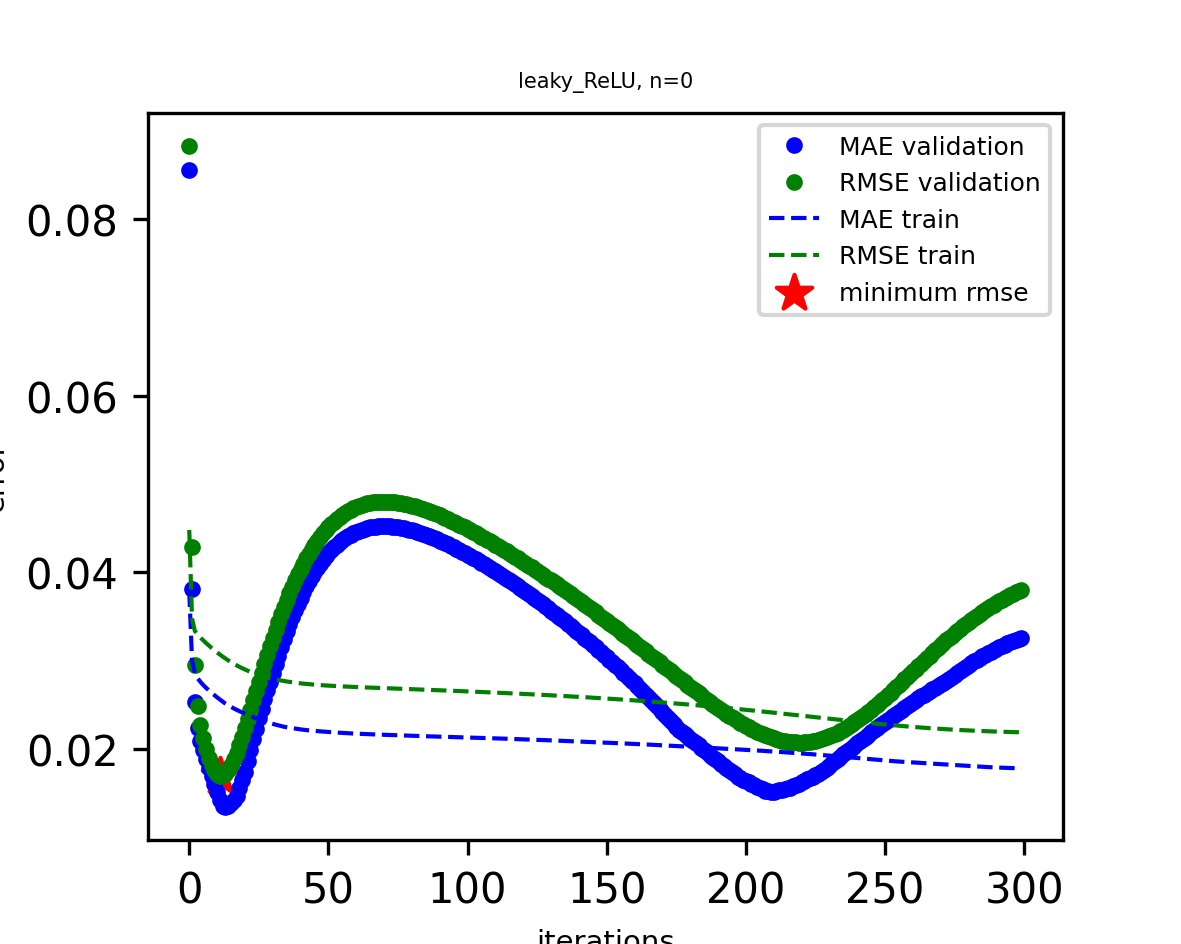 leaky_ReLU, n=0
MAE validation
RMSE validation
MAE train
RMSE train
minimum rmse
0.08
0.06
0.04
0.02
0 50 100 150 200 250 300
iterations